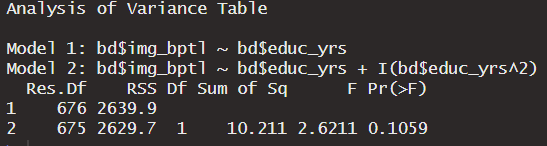 Analysis of Variance Table
Model 1: bd$img_bptl ~ bd$educ_yrs
Model 2: bd$img_bptl ~ bd$educ_yrs + I(bd$educ_yrs^2)
  Res.Df    RSS Df Sum of Sq      F Pr(>F)
1    676 2639.9
2    675 2629.7  1    10.211 2.6211 0.1059